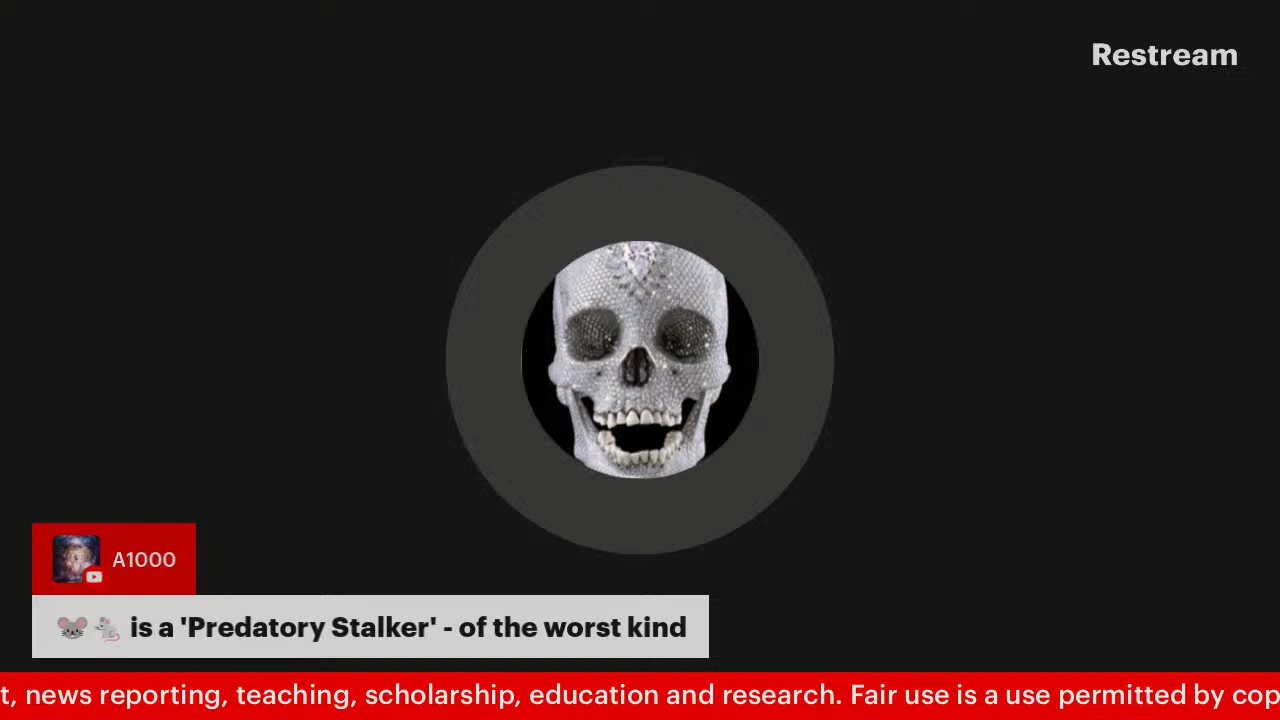 Restream
A1000
🐭🐁 is a 'Predatory Stalker' - of the worst kind
t, news reporting, teaching, scholarship, education and research. Fair use is a use permitted by cop